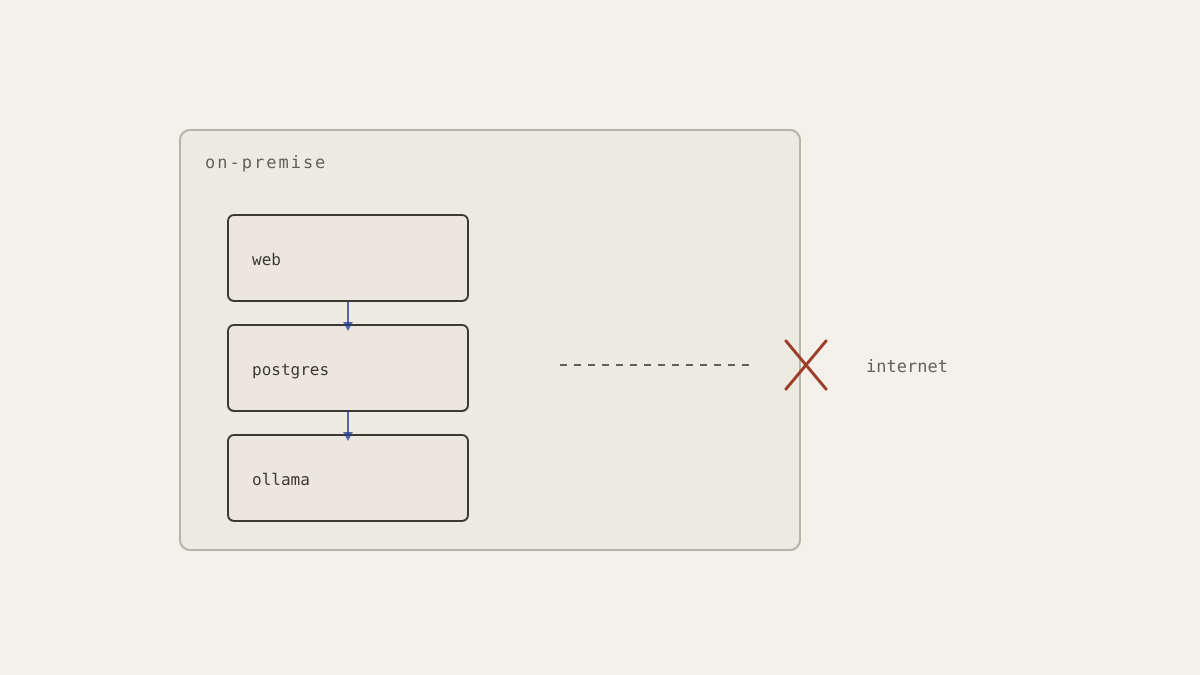 on-premise
web
postgres
internet
ollama